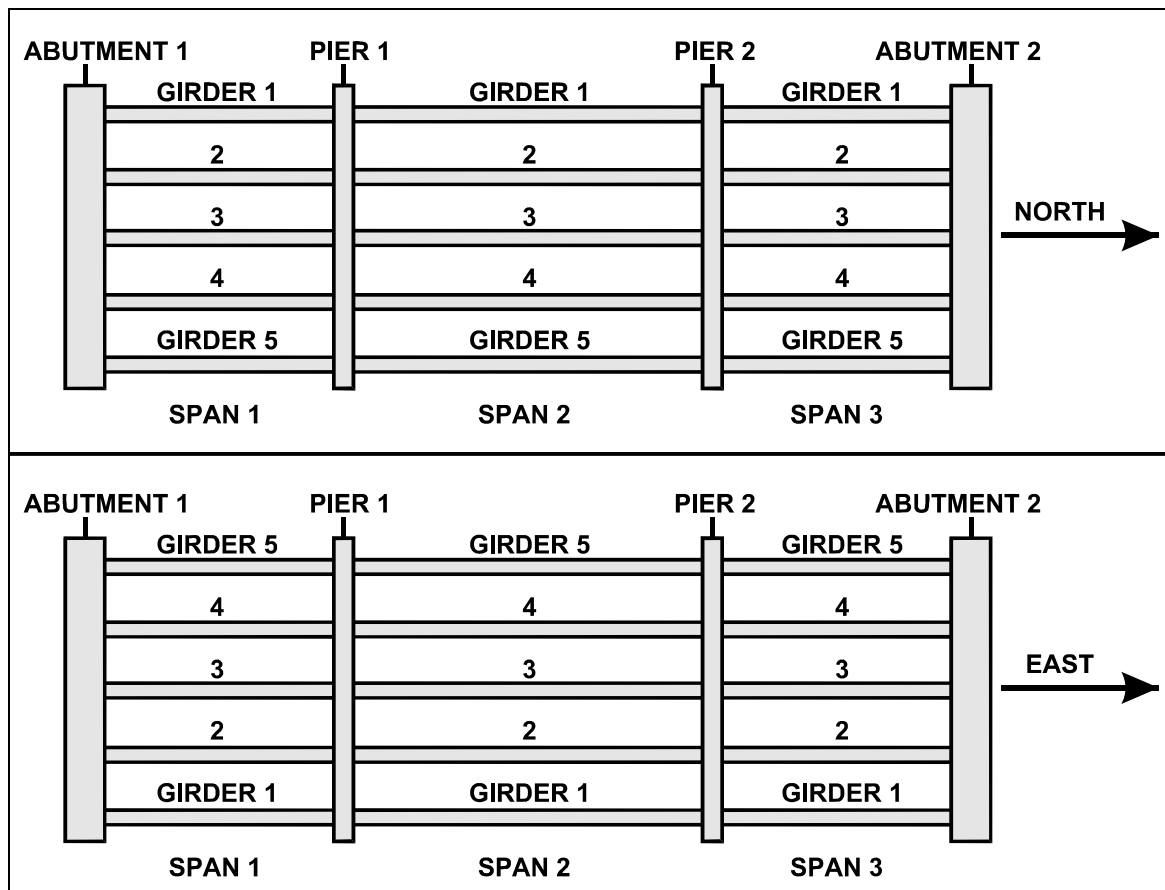 ABUTMENT 1 PIER 1 PIER 2 ABUTMENT 2
GIRDER 1 GIRDER 1 GIRDER 1
2 2 2
3 3 3
NORTH
4 4 4
GIRDER 5 GIRDER 5 GIRDER 5
SPAN 1 SPAN 2 SPAN 3
ABUTMENT 1 PIER 1 PIER 2 ABUTMENT 2
GIRDER 5 GIRDER 5 GIRDER 5
4 4 4
3 3 3
EAST
2 2 2
GIRDER 1 GIRDER 1 GIRDER 1
SPAN 1 SPAN 2 SPAN 3